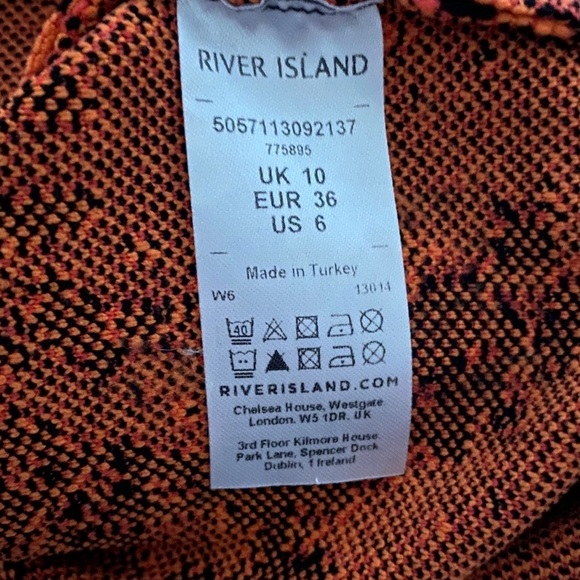 RIVER ISLAND
5057113092137
775895
UK 10
EUR 36
US 6
Made in Turkey
W6 13014
40
RIVERISLAND.COM
Chelsea House, Westgate
London. W5 1DR. UK
3rd Floor Kilmore House
Park Lane, Spencer Dock
Dublin, 1 Ireland